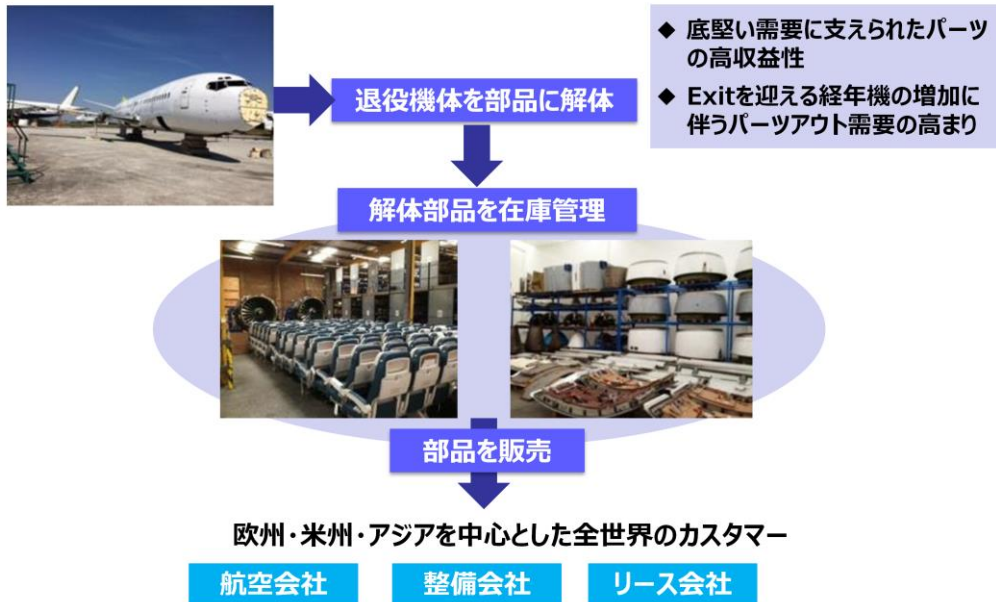 ◆ 底堅い需要に支えられたパーツ
の高収益性
◆ Exitを迎える経年機の増加に
伴うパーツアウト需要の高まり
退役機体を部品に解体
解体部品を在庫管理
部品を販売
欧州・米州・アジアを中心とした全世界のカスタマー
航空会社
整備会社
リース会社